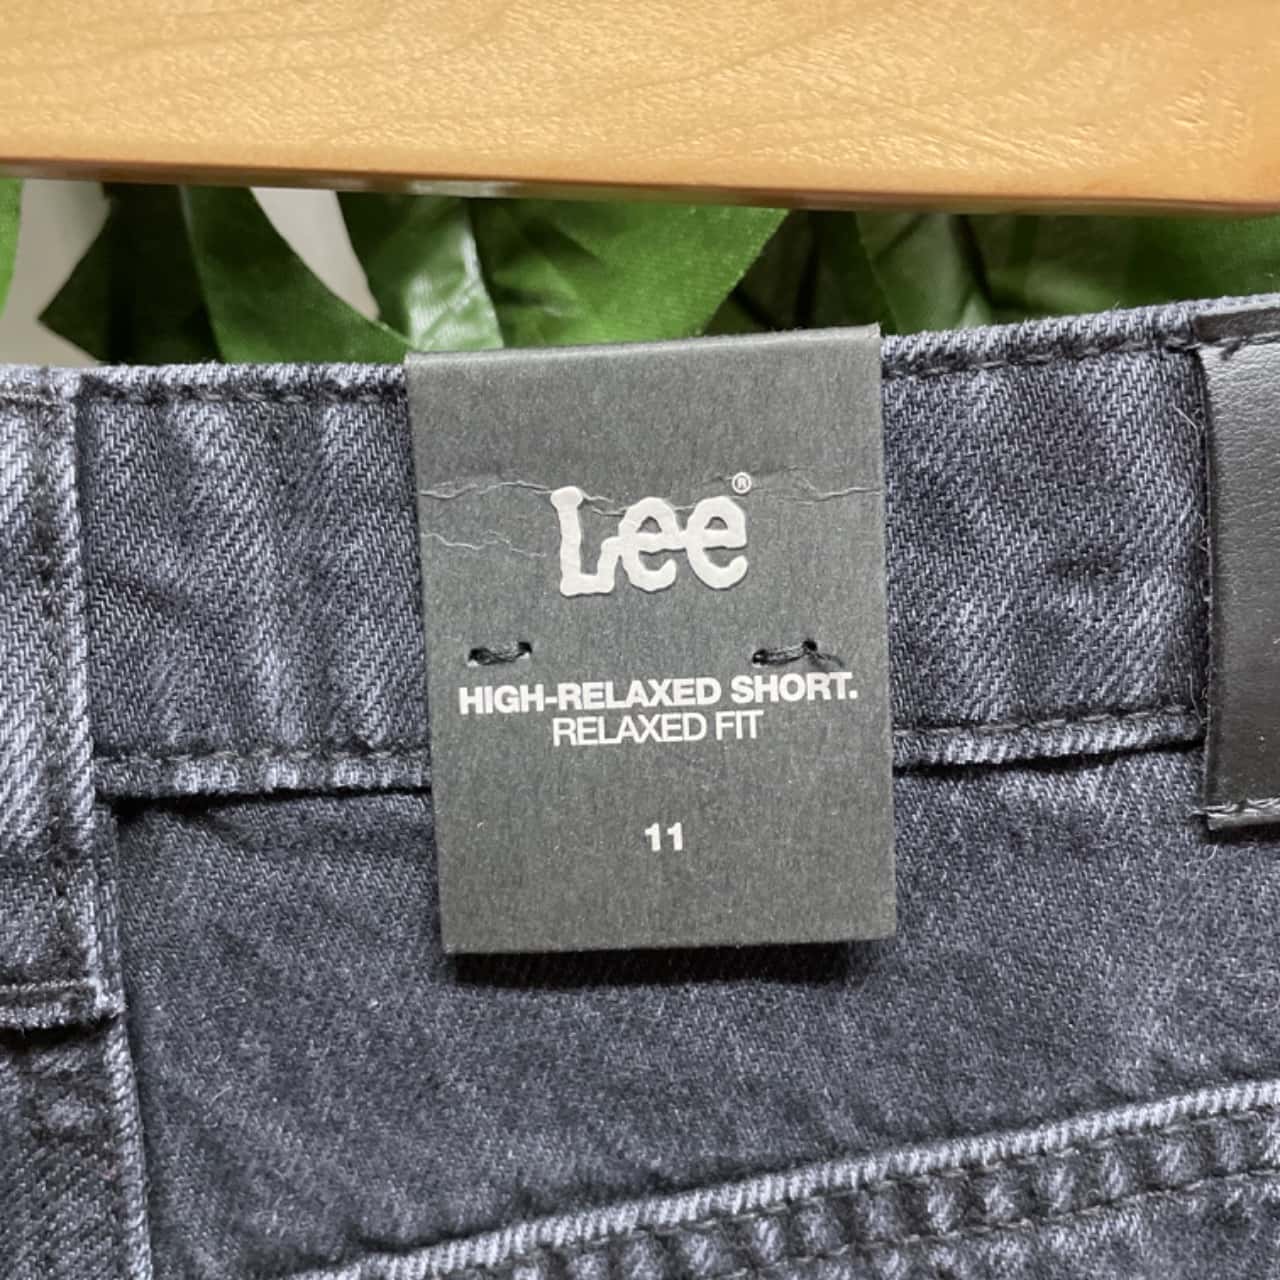 Lee®
HIGH-RELAXED SHORT.
RELAXED FIT
11